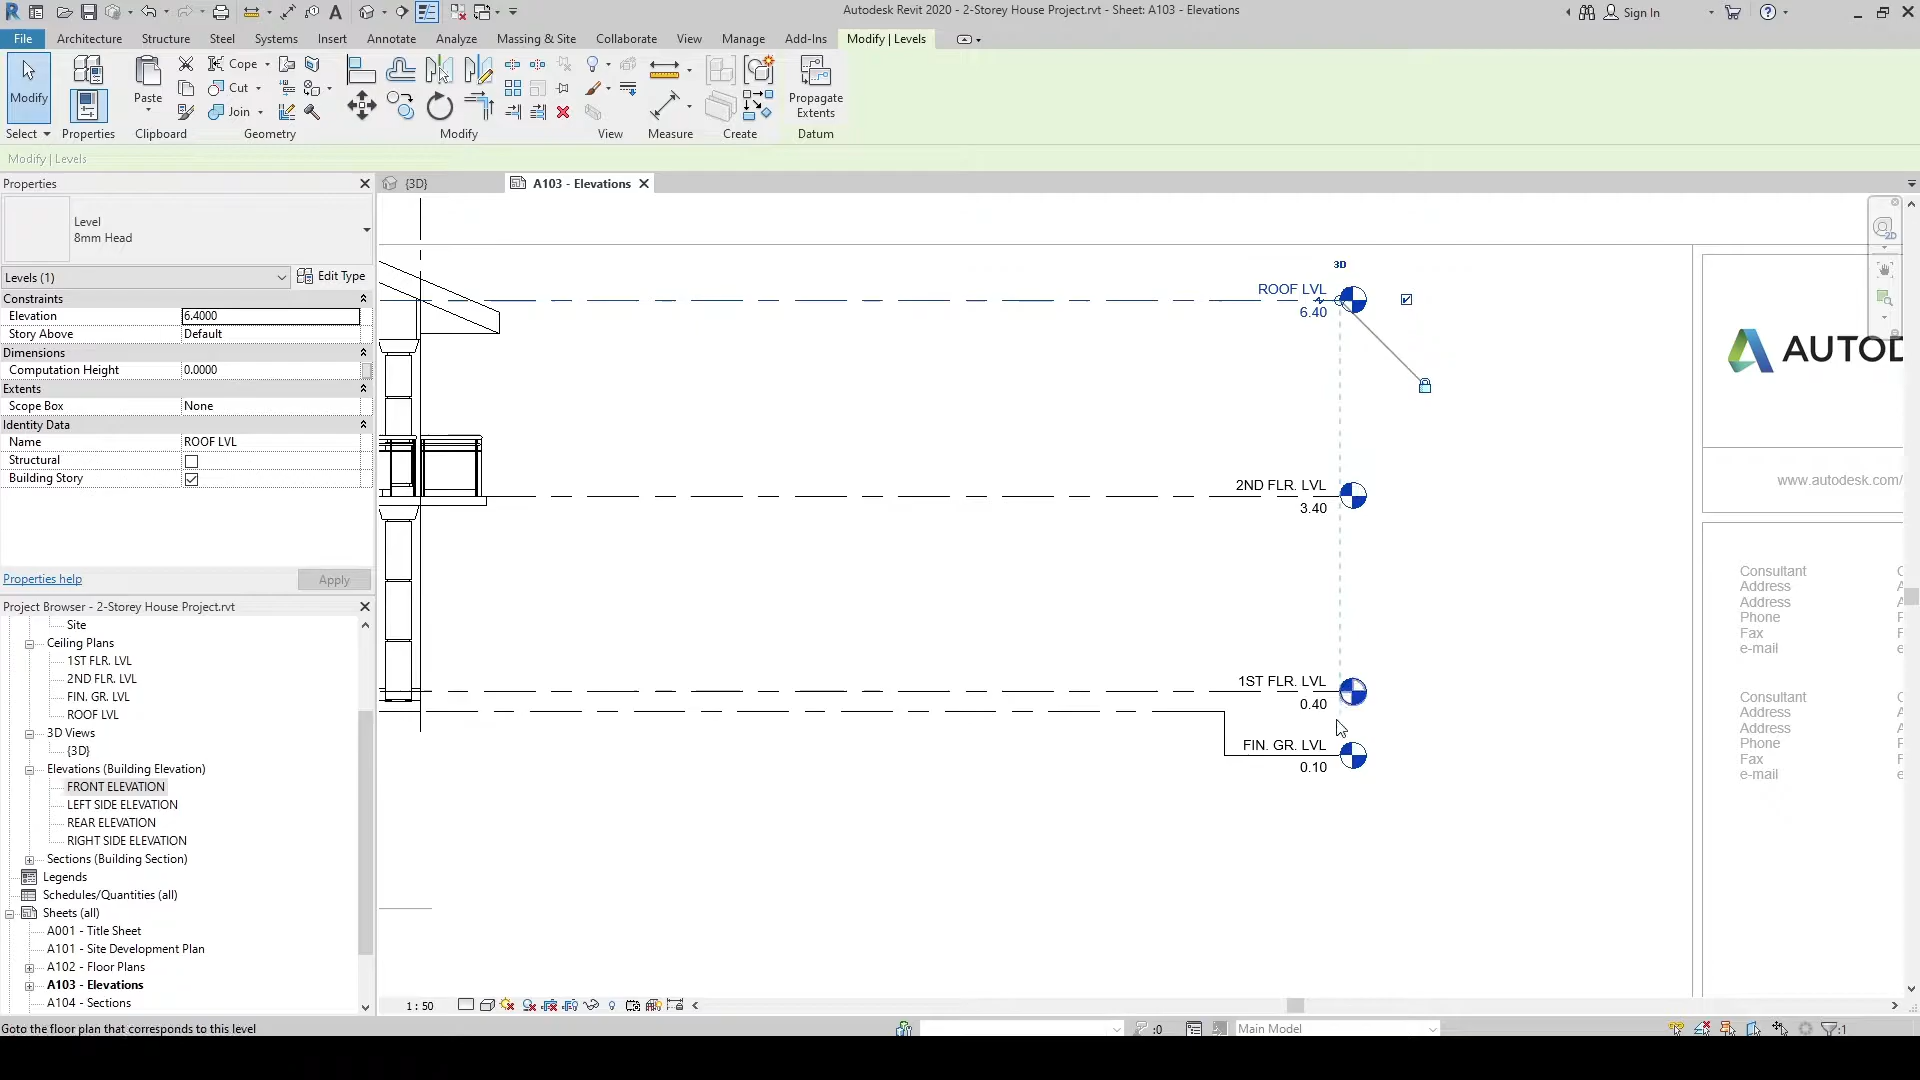 Autodesk Revit 2020 - 2-Storey House Project.rvt - Sheet: A103 - Elevations
Sign In
File Architecture Structure Steel Systems Insert Annotate Analyze Massing & Site Collaborate View Manage Add-Ins Modify | Levels
Modify Paste Cope Cut Join Propagate Extents
Select Properties Clipboard Geometry Modify View Measure Create Datum
Modify | Levels
Properties
{3D}
A103 - Elevations
Level
8mm Head
Levels (1)
Edit Type
Constraints
Elevation 6.4000
Story Above Default
Dimensions
Computation Height 0.0000
Extents
Scope Box None
Identity Data
Name ROOF LVL
Structural
Building Story
Properties help
Apply
Project Browser - 2-Storey House Project.rvt
Site
Ceiling Plans
1ST FLR. LVL
2ND FLR. LVL
FIN. GR. LVL
ROOF LVL
3D Views
{3D}
Elevations (Building Elevation)
FRONT ELEVATION
LEFT SIDE ELEVATION
REAR ELEVATION
RIGHT SIDE ELEVATION
Sections (Building Section)
Legends
Schedules/Quantities (all)
Sheets (all)
A001 - Title Sheet
A101 - Site Development Plan
A102 - Floor Plans
A103 - Elevations
A104 - Sections
3D
ROOF LVL
6.40
2ND FLR. LVL
3.40
1ST FLR. LVL
0.40
FIN. GR. LVL
0.10
2D
AUTOD
www.autodesk.com/
Consultant C
Address A
Address A
Phone F
Fax F
e-mail e
Consultant C
Address A
Address A
Phone F
Fax F
e-mail e
1 : 50
Goto the floor plan that corresponds to this level
:0
Main Model
:1